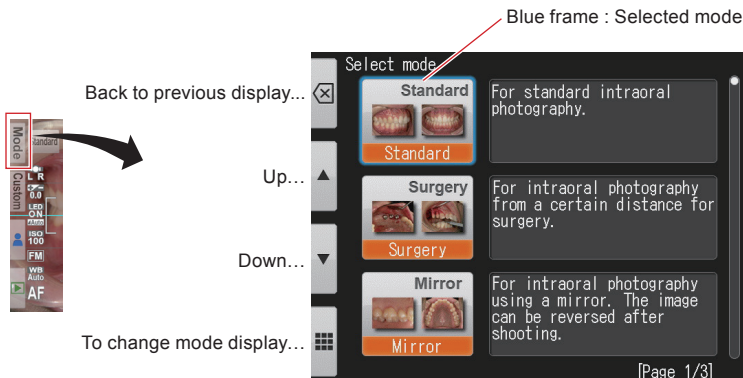 Blue frame : Selected mode
Select mode
Back to previous display...
Up…
Down…
To change mode display…
Mode
Standard
Custom
L R
0.0
LED
ON
ISO
100
FM
WB
Auto
AF
Standard
Standard
For standard intraoral
photography.
Surgery
Surgery
For intraoral photography
from a certain distance for
surgery.
Mirror
Mirror
For intraoral photography
using a mirror. The image
can be reversed after
shooting.
[Page 1/3]